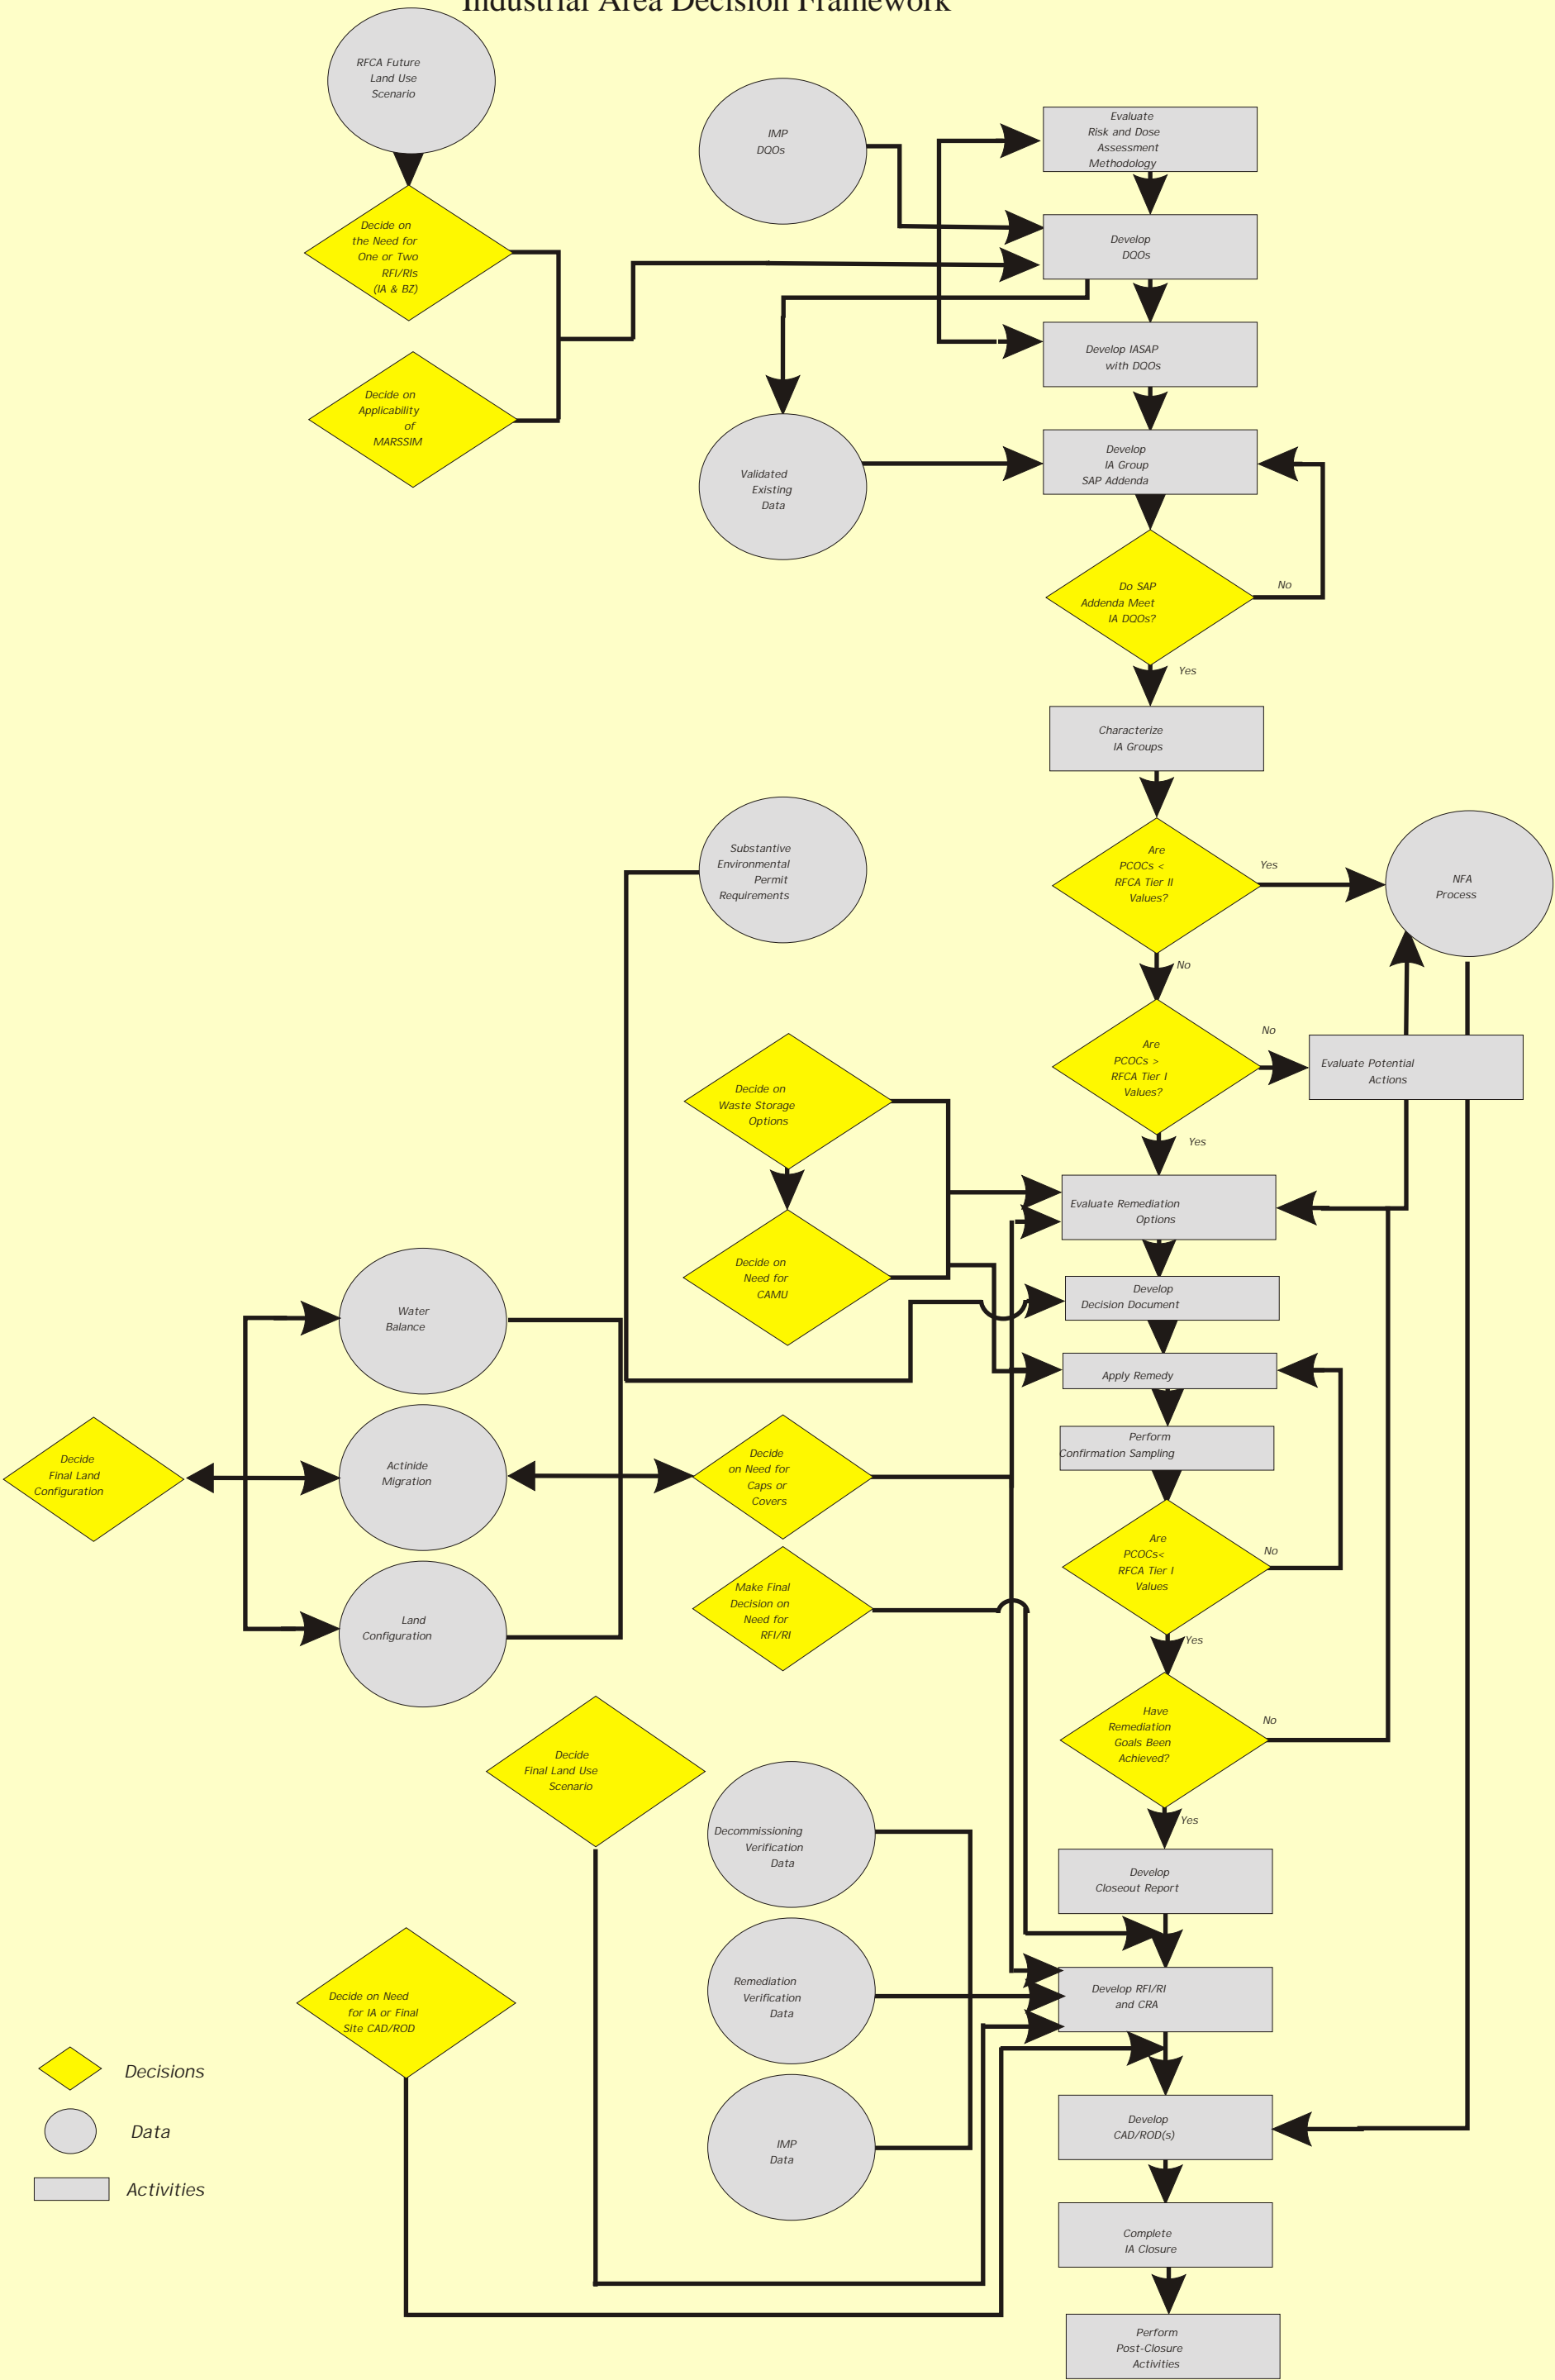 Industrial Area Decision Framework
RFCA Future
Land Use
Scenario
IMP
DQOs
Evaluate
Risk and Dose
Assessment
Methodology
Decide on
the Need for
One or Two
RFI/RIs
(IA & BZ)
Develop
DQOs
Develop IASAP
with DQOs
Decide on
Applicability
of
MARSSIM
Validated
Existing
Data
Develop
IA Group
SAP Addenda
Do SAP
Addenda Meet
IA DQOs?
No
Yes
Characterize
IA Groups
Substantive
Environmental
Permit
Requirements
Are
PCOCs <
RFCA Tier II
Values?
Yes
NFA
Process
No
Are
PCOCs >
RFCA Tier I
Values?
No
Evaluate Potential
Actions
Yes
Decide on
Waste Storage
Options
Evaluate Remediation
Options
Decide on
Need for
CAMU
Develop
Decision Document
Water
Balance
Apply Remedy
Perform
Confirmation Sampling
Decide
Final Land
Configuration
Actinide
Migration
Decide
on Need for
Caps or
Covers
Are
PCOCs<
RFCA Tier I
Values
No
Yes
Land
Configuration
Make Final
Decision on
Need for
RFI/RI
Have
Remediation
Goals Been
Achieved?
No
Yes
Decide
Final Land Use
Scenario
Decommissioning
Verification
Data
Develop
Closeout Report
Remediation
Verification
Data
Develop RFI/RI
and CRA
Decide on Need
for IA or Final
Site CAD/ROD
IMP
Data
Develop
CAD/ROD(s)
Decisions
Data
Activities
Complete
IA Closure
Perform
Post-Closure
Activities